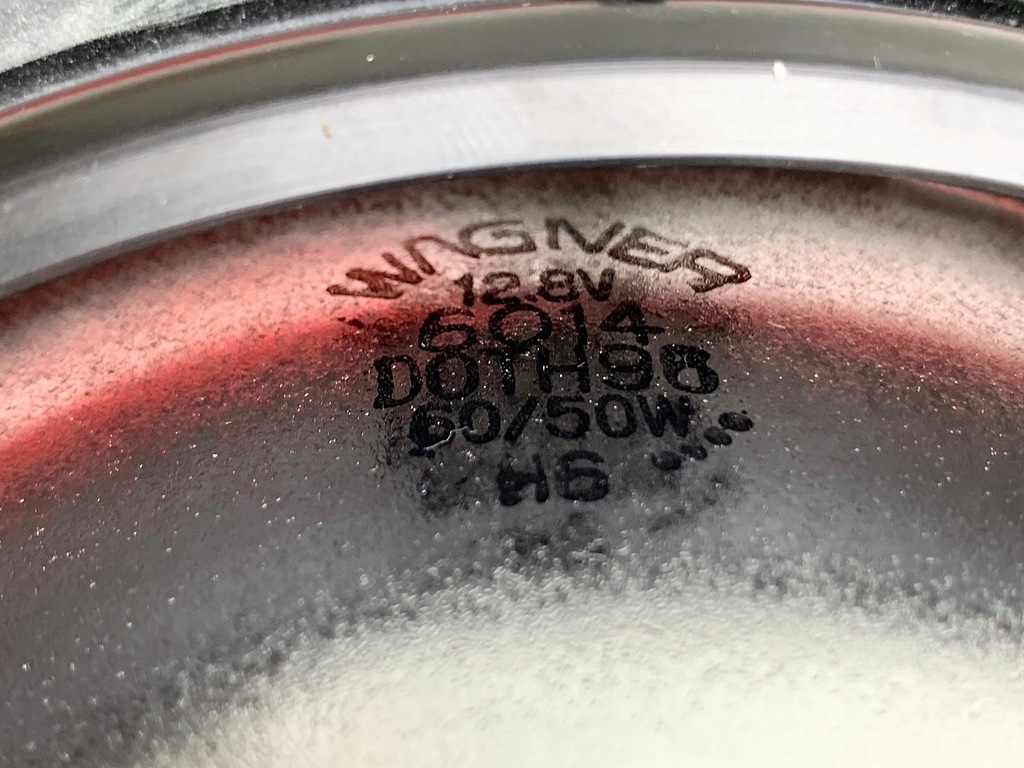 WAGNER
12.8V
6014
DOTH98
60/50W
H6